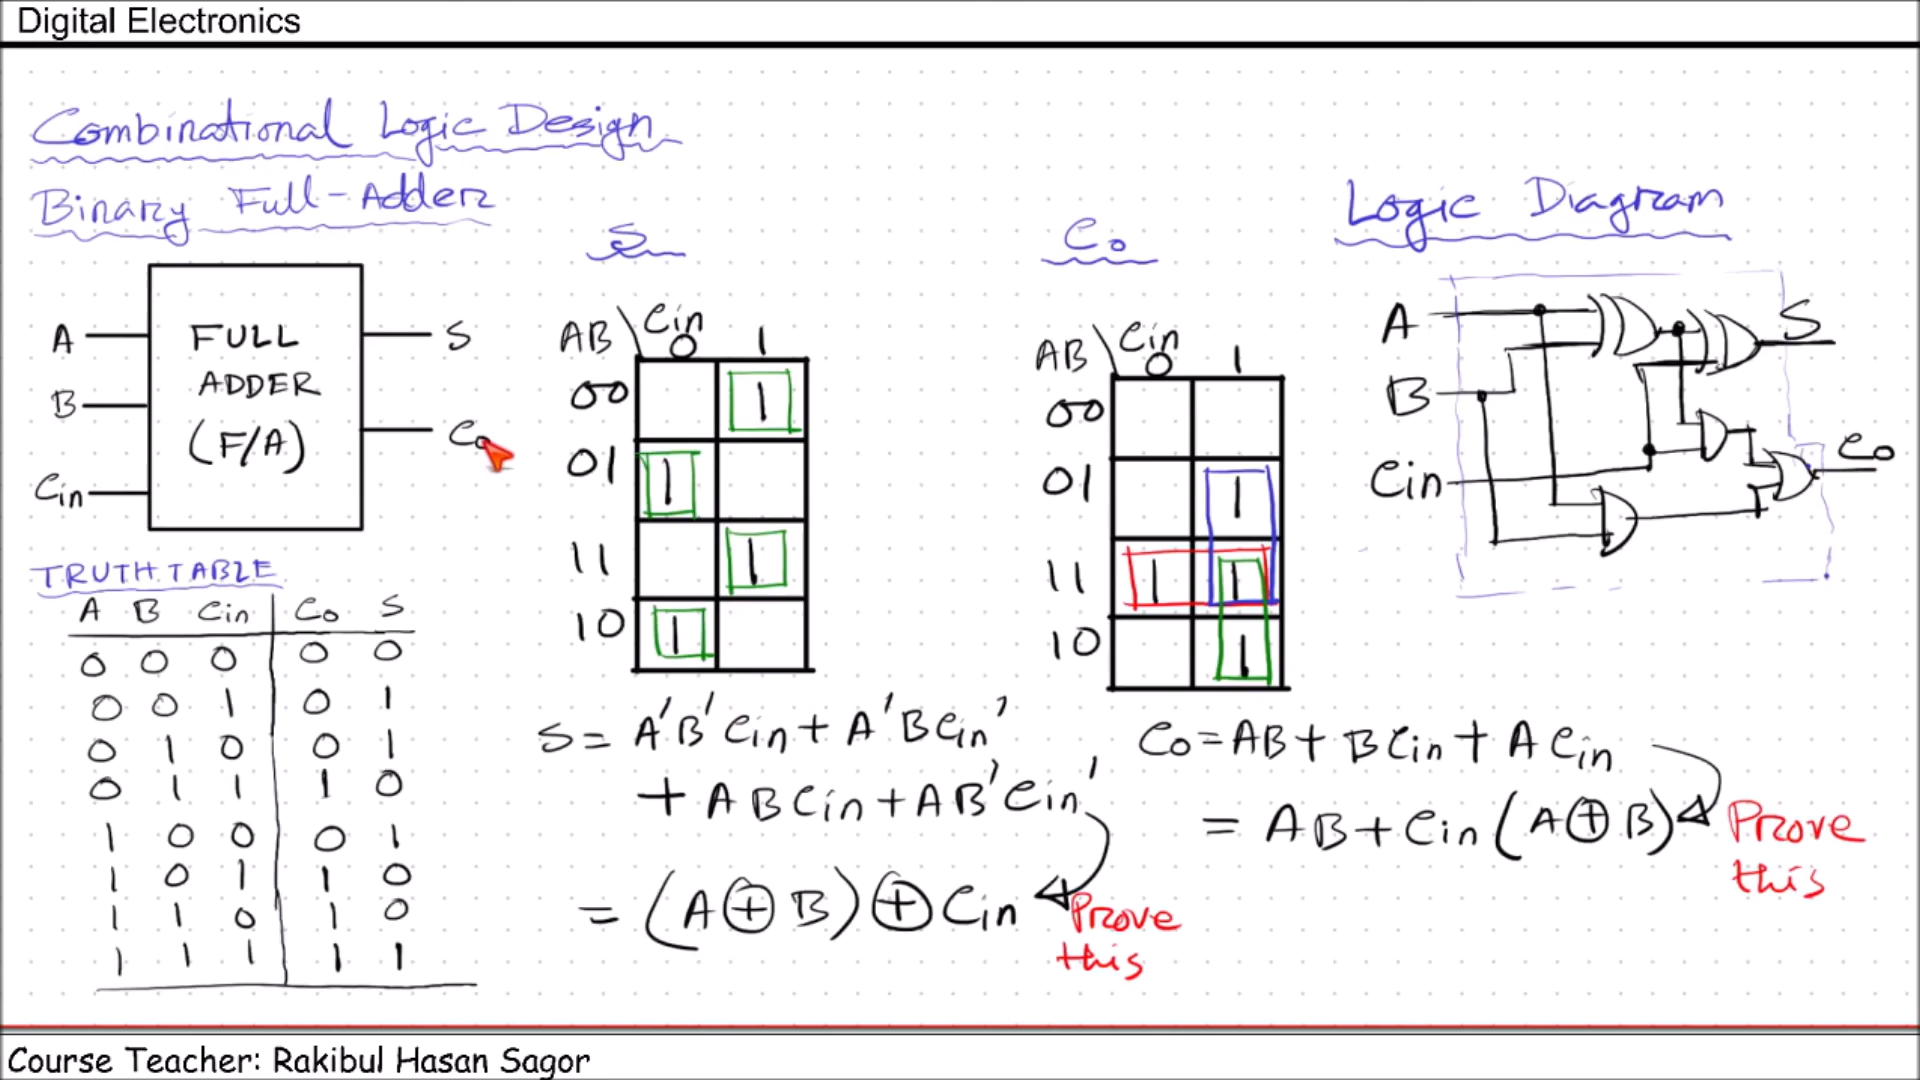 Digital Electronics
Combinational Logic Design
Binary Full-Adder
A
B
Cin
FULL
ADDER
(F/A)
S
Co
TRUTH TABLE
A B Cin Co S
0 0 0 0 0
0 0 1 0 1
0 1 0 0 1
0 1 1 1 0
1 0 0 0 1
1 0 1 1 0
1 1 0 1 0
1 1 1 1 1
S
AB \ Cin
0 1
00 1
01 1
11 1
10 1
S = A'B'Cin + A'BCin'
+ ABCin + AB'Cin'
= (A⊕B)⊕Cin
Prove
this
Co
AB \ Cin
0 1
00
01 1
11 1 1
10 1
Co = AB + BCin + ACin
= AB + Cin (A⊕B)
Prove
this
Logic Diagram
A
B
Cin
S
Co
Course Teacher: Rakibul Hasan Sagor